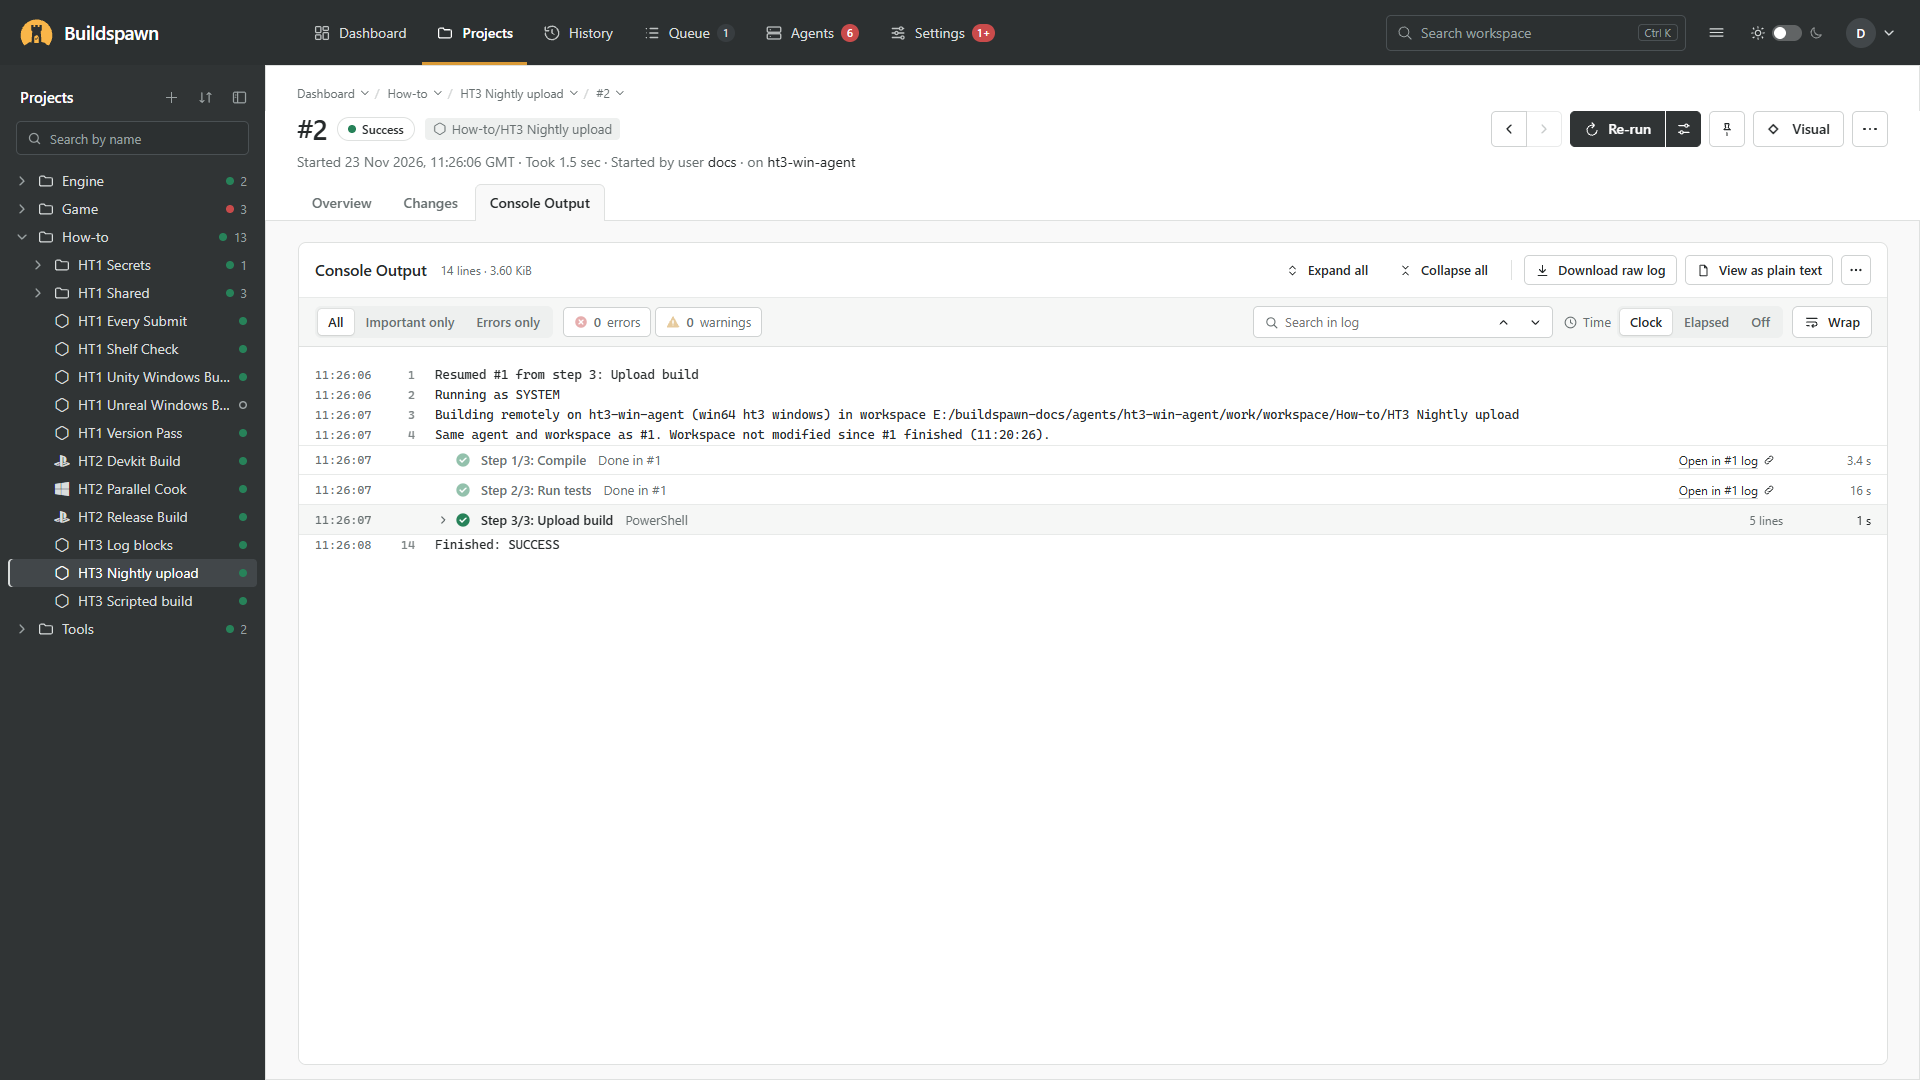 Buildspawn
Dashboard
Projects
History
Queue 1
Agents 6
Settings 1+
Search workspace
Ctrl K
D
Projects
Search by name
Engine 2
Game 3
How-to 13
HT1 Secrets 1
HT1 Shared 3
HT1 Every Submit
HT1 Shelf Check
HT1 Unity Windows Bu...
HT1 Unreal Windows B...
HT1 Version Pass
HT2 Devkit Build
HT2 Parallel Cook
HT2 Release Build
HT3 Log blocks
HT3 Nightly upload
HT3 Scripted build
Tools 2
Dashboard / How-to / HT3 Nightly upload / #2
#2 Success How-to/HT3 Nightly upload
Re-run
Visual
Started 23 Nov 2026, 11:26:06 GMT · Took 1.5 sec · Started by user docs · on ht3-win-agent
Overview
Changes
Console Output
Console Output 14 lines · 3.60 KiB
Expand all
Collapse all
Download raw log
View as plain text
All
Important only
Errors only
0 errors
0 warnings
Search in log
Time
Clock
Elapsed
Off
Wrap
11:26:06 1 Resumed #1 from step 3: Upload build
11:26:06 2 Running as SYSTEM
11:26:07 3 Building remotely on ht3-win-agent (win64 ht3 windows) in workspace E:/buildspawn-docs/agents/ht3-win-agent/work/workspace/How-to/HT3 Nightly upload
11:26:07 4 Same agent and workspace as #1. Workspace not modified since #1 finished (11:20:26).
11:26:07 Step 1/3: Compile Done in #1 Open in #1 log 3.4 s
11:26:07 Step 2/3: Run tests Done in #1 Open in #1 log 16 s
11:26:07 Step 3/3: Upload build PowerShell 5 lines 1 s
11:26:08 14 Finished: SUCCESS